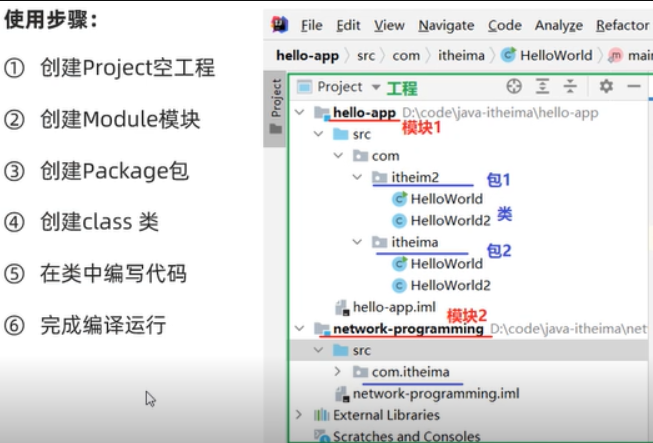 使用步骤：
① 创建Project空工程
② 创建Module模块
③ 创建Package包
④ 创建class 类
⑤ 在类中编写代码
⑥ 完成编译运行
File Edit View Navigate Code Analyze Refactor
hello-app src com itheima HelloWorld main
Project
Project 工程
hello-app D:\code\java-itheima\hello-app
模块1
src
com
itheim2 包1
HelloWorld
HelloWorld2 类
itheima 包2
HelloWorld
HelloWorld2
hello-app.iml
模块2
network-programming D:\code\java-itheima\net
src
com.itheima
network-programming.iml
External Libraries
Scratches and Consoles